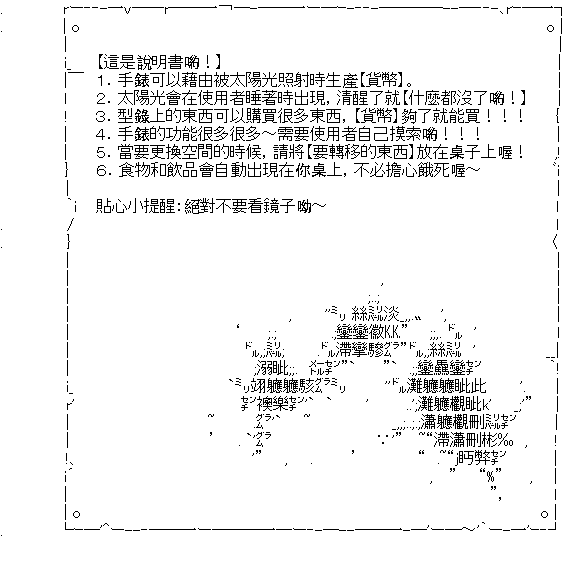 【這是說明書喲！】
1. 手錶可以藉由被太陽光照射時生產【貨幣】。
2. 太陽光會在使用者睡著時出現, 清醒了就【什麼都沒了喲！】
3. 型錄上的東西可以購買很多東西, 【貨幣】夠了就能買！！！
4. 手錶的功能很多很多～需要使用者自己摸索喲！！！
5. 當要更換空間的時候, 請將【要轉移的東西】放在桌子上喔！
6. 食物和飲品會自動出現在你桌上, 不必擔心餓死喔～
貼心小提醒：絕對不要看鏡子喲～